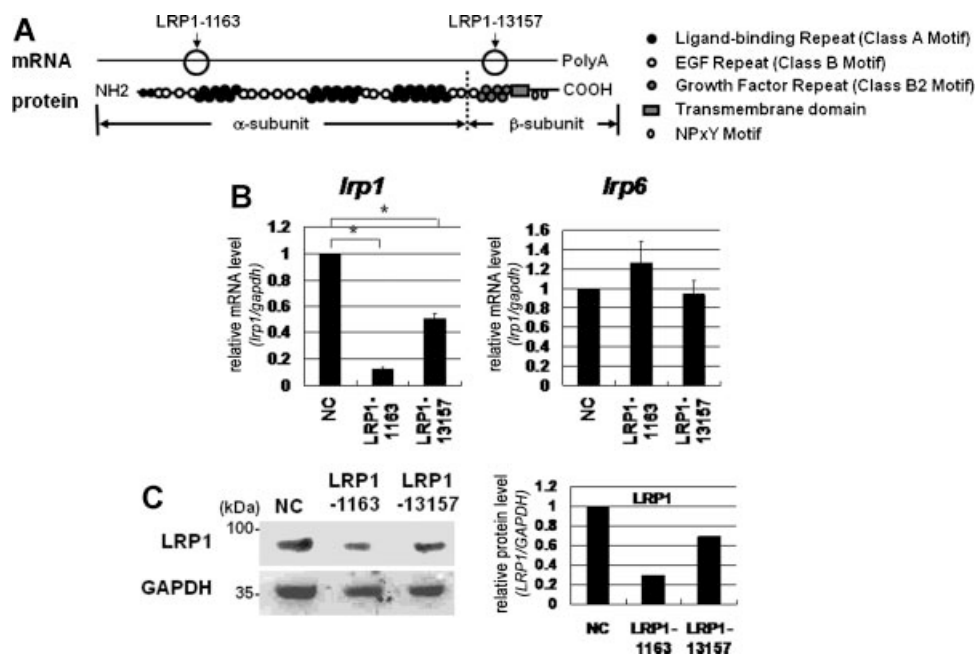 A
LRP1-1163
LRP1-13157
mRNA
PolyA
protein
NH2
COOH
α-subunit
β-subunit
Ligand-binding Repeat (Class A Motif)
EGF Repeat (Class B Motif)
Growth Factor Repeat (Class B2 Motif)
Transmembrane domain
NPxY Motif
B
lrp1
relative mRNA level
(lrp1/gapdh)
1.2
1
0.8
0.6
0.4
0.2
0
*
*
NC
LRP1-
1163
LRP1-
13157
lrp6
relative mRNA level
(lrp1/gapdh)
1.6
1.4
1.2
1
0.8
0.6
0.4
0.2
0
NC
LRP1-
1163
LRP1-
13157
C
(kDa)
NC
LRP1
-1163
LRP1
-13157
100-
LRP1
GAPDH
35-
relative protein level
(LRP1/GAPDH)
LRP1
1.2
1
0.8
0.6
0.4
0.2
0
NC
LRP1-
1163
LRP1-
13157